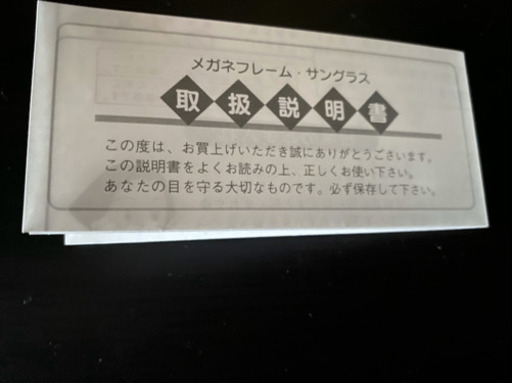 メガネフレーム・サングラス
取扱説明書
この度は、お買上げいただき誠にありがとうございます。
この説明書をよくお読みの上、正しくお使い下さい。
あなたの目を守る大切なものです。必ず保存して下さい。